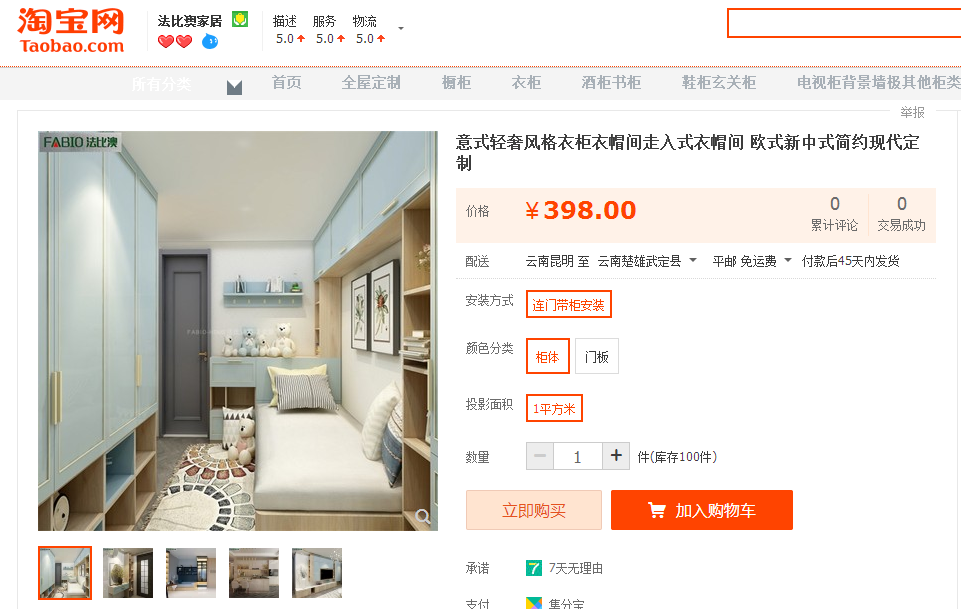 淘宝网
Taobao.com
法比澳家居
描述 服务 物流
5.0 5.0 5.0
所有分类 首页 全屋定制 橱柜 衣柜 酒柜书柜 鞋柜玄关柜 电视柜背景墙极其他柜类
举报
FABIO 法比澳
意式轻奢风格衣柜衣帽间走入式衣帽间 欧式新中式简约现代定
制
价格 ¥398.00
0 0
累计评论 交易成功
配送 云南昆明 至 云南楚雄武定县 平邮 免运费 付款后45天内发货
安装方式 连门带柜安装
颜色分类 柜体 门板
投影面积 1平方米
数量 − 1 + 件(库存100件)
立即购买 加入购物车
承诺 7 7天无理由
支付 集分宝